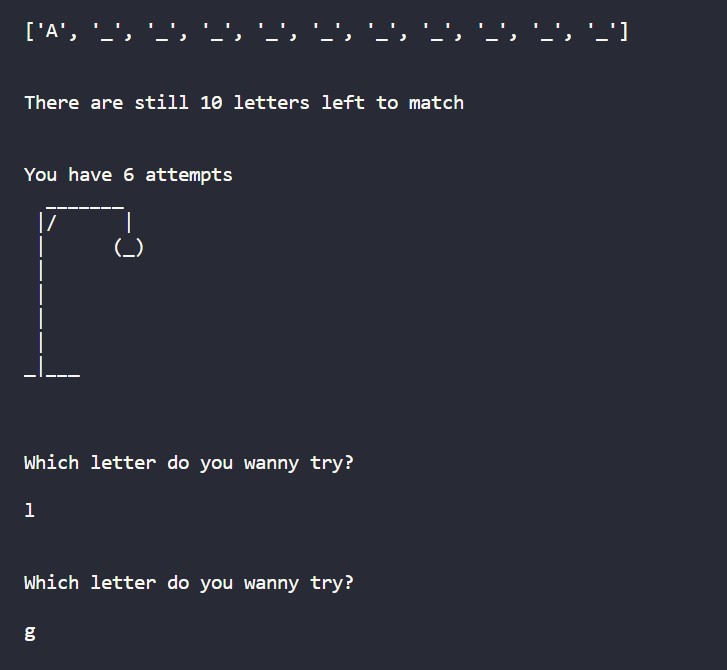 ['A', '_', '_', '_', '_', '_', '_', '_', '_', '_', '_']
There are still 10 letters left to match
You have 6 attempts
  _______
 |/      |
 |      (_)
 |
 |
 |
 |
_|___
Which letter do you wanny try?
l
Which letter do you wanny try?
g